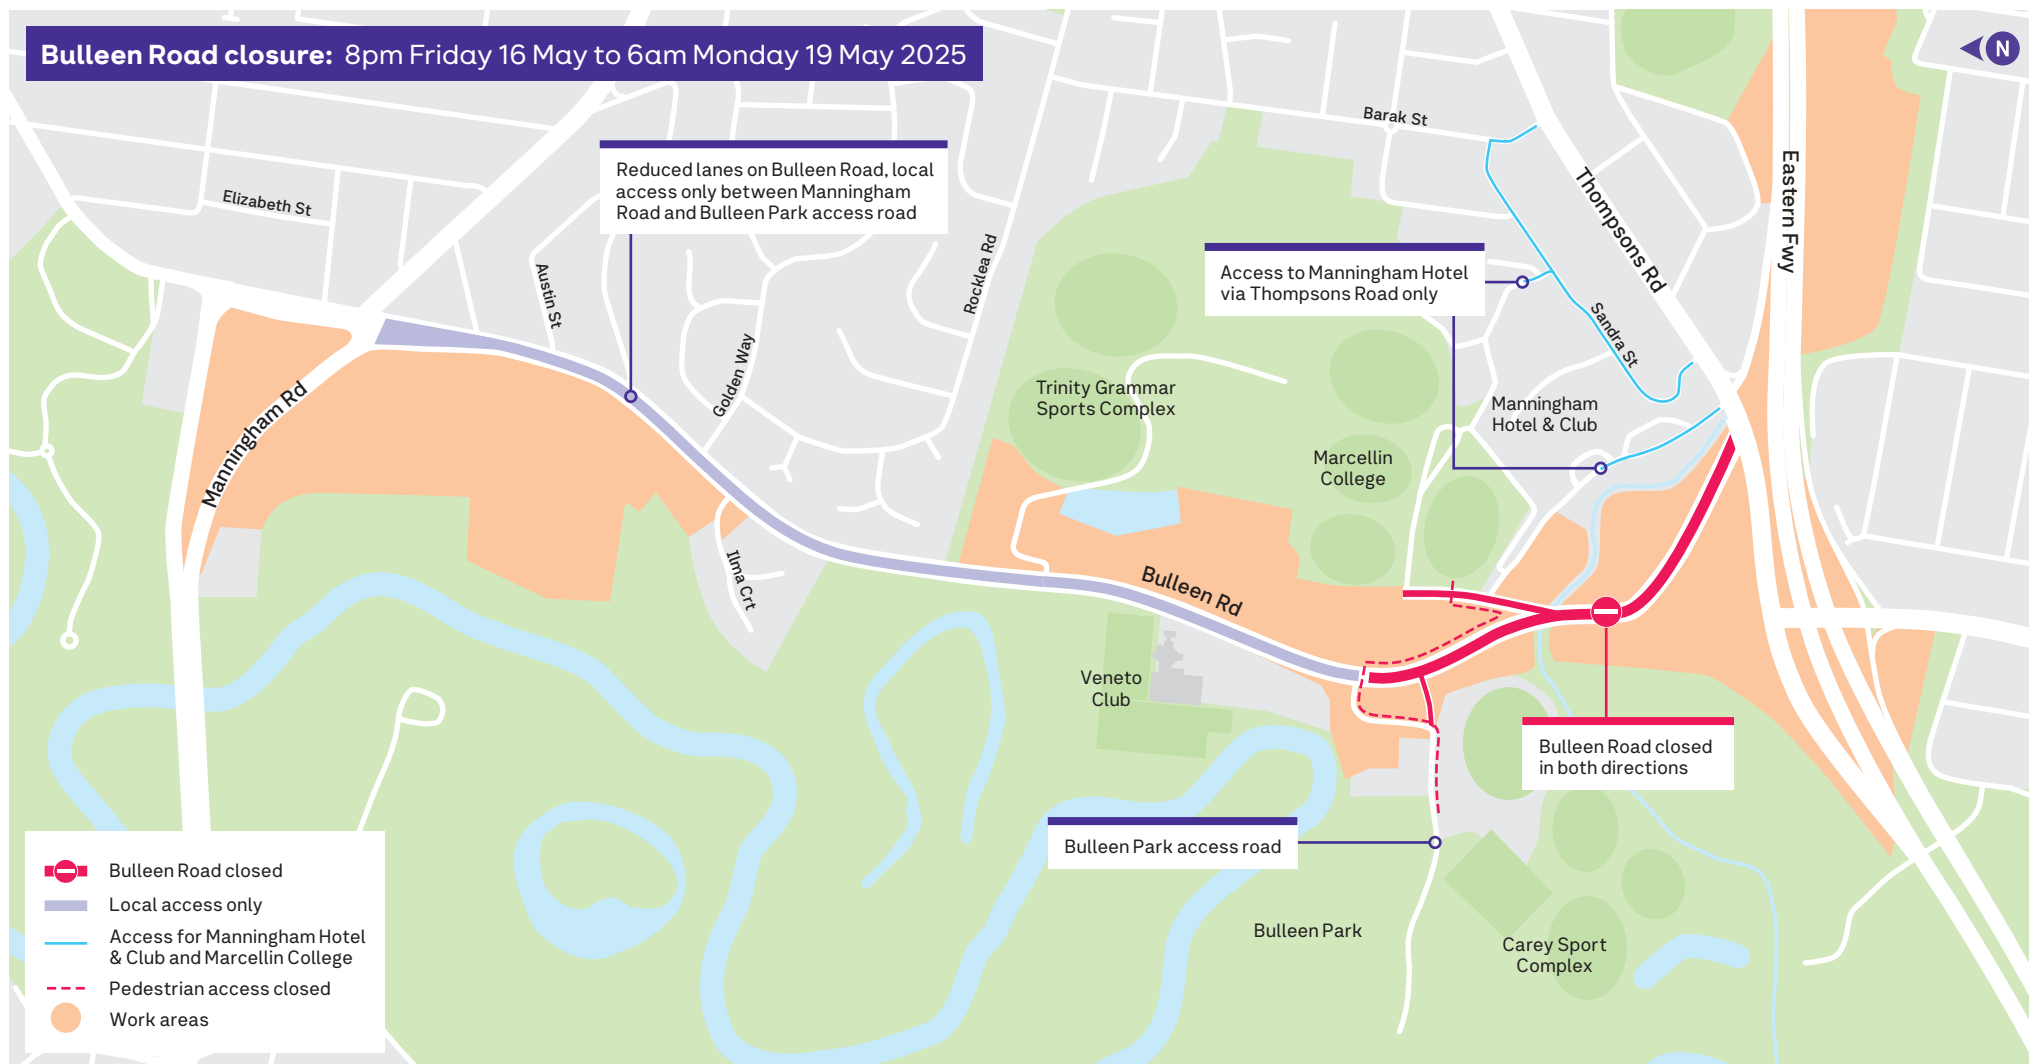 Bulleen Road closure: 8pm Friday 16 May to 6am Monday 19 May 2025
N
Barak St
Reduced lanes on Bulleen Road, local
access only between Manningham
Road and Bulleen Park access road
Elizabeth St
Thompsons Rd
Eastern Fwy
Austin St
Rocklea Rd
Access to Manningham Hotel
via Thompsons Road only
Sandra St
Golden Way
Manningham Rd
Trinity Grammar
Sports Complex
Manningham
Hotel & Club
Marcellin
College
Ilma Crt
Bulleen Rd
Veneto
Club
Bulleen Road closed
in both directions
Bulleen Park access road
Bulleen Park
Carey Sport
Complex
Bulleen Road closed
Local access only
Access for Manningham Hotel
& Club and Marcellin College
Pedestrian access closed
Work areas